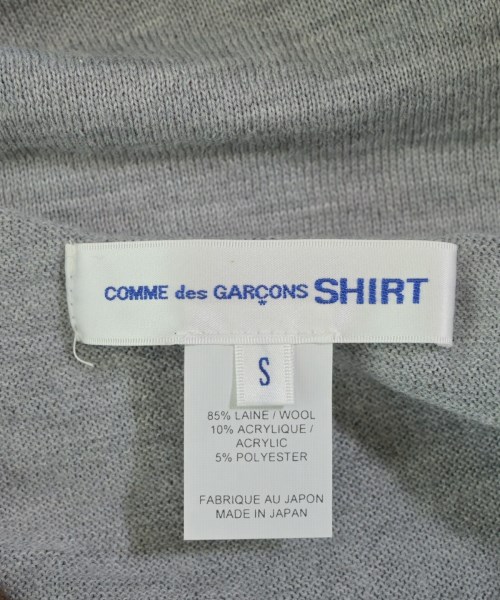 COMME des GARÇONS SHIRT
S
85% LAINE / WOOL
10% ACRYLIQUE /
ACRYLIC
5% POLYESTER
FABRIQUE AU JAPON
MADE IN JAPAN